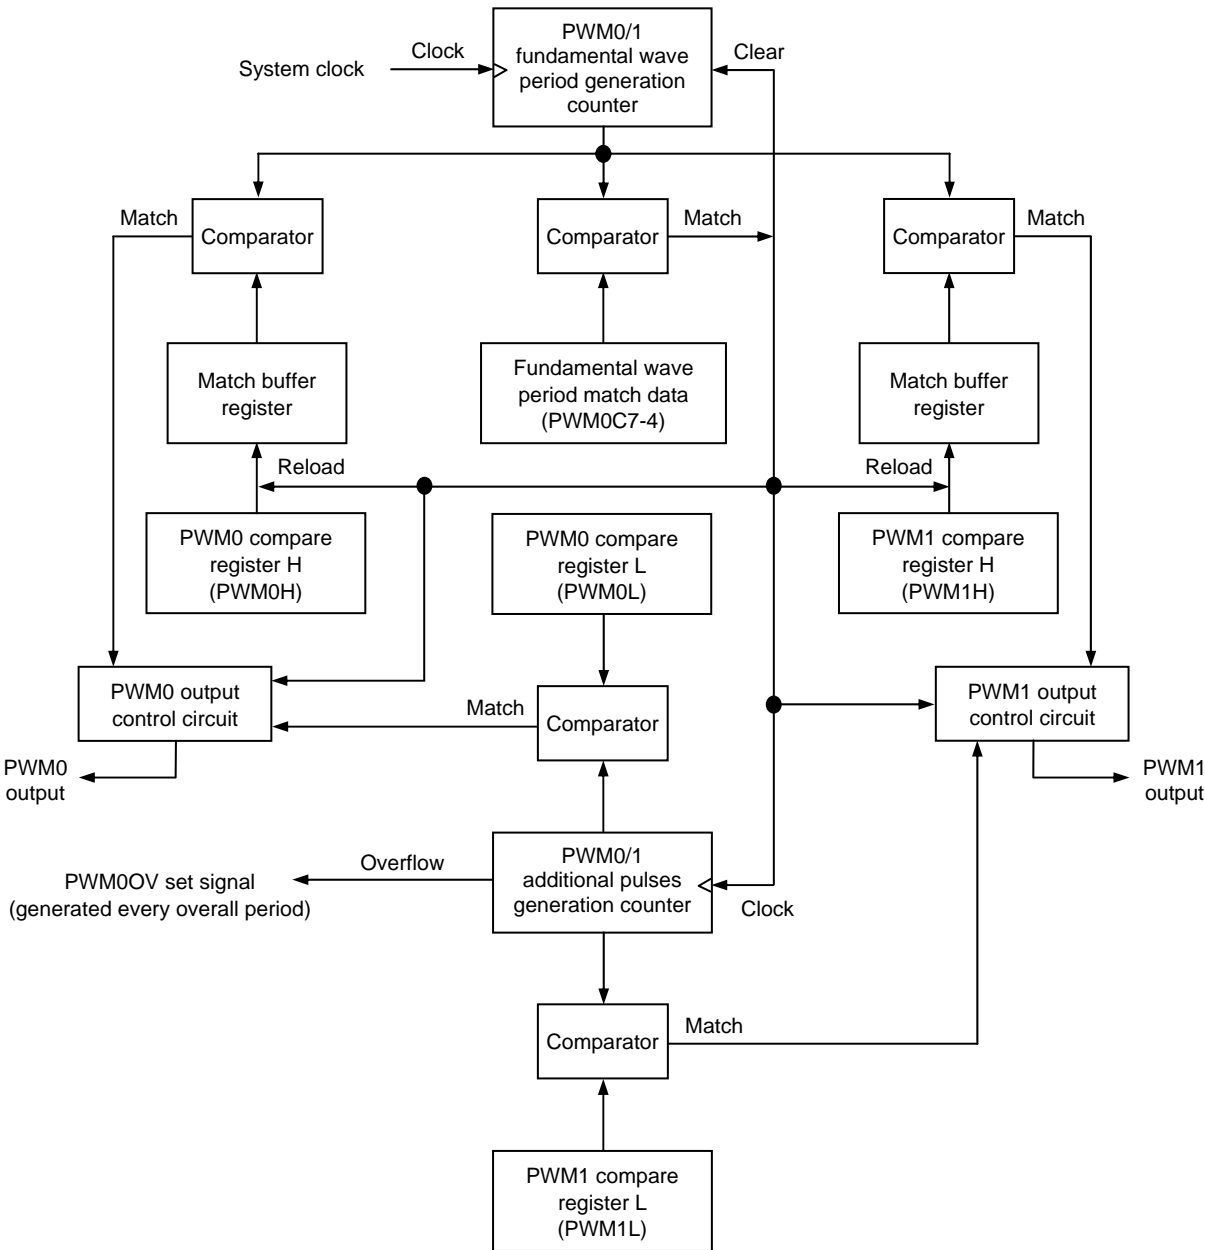 PWM0/1
fundamental wave
period generation
counter
System clock
Clock
Clear
Match
Comparator
Comparator
Match
Comparator
Match
Match buffer
register
Fundamental wave
period match data
(PWM0C7-4)
Match buffer
register
Reload
Reload
PWM0 compare
register H
(PWM0H)
PWM0 compare
register L
(PWM0L)
PWM1 compare
register H
(PWM1H)
PWM0 output
control circuit
Match
Comparator
PWM1 output
control circuit
PWM0
output
PWM1
output
PWM0OV set signal
(generated every overall period)
Overflow
PWM0/1
additional pulses
generation counter
Clock
Comparator
Match
PWM1 compare
register L
(PWM1L)